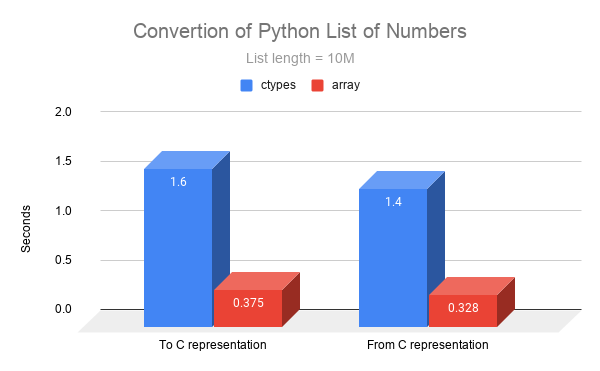 Convertion of Python List of Numbers
List length = 10M
ctypes array
2.0
1.5
1.0
0.5
0.0
Seconds
1.6
0.375
1.4
0.328
To C representation
From C representation